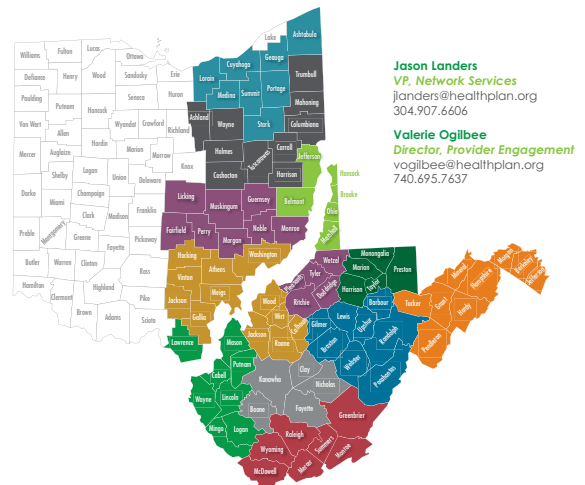 Jason Landers
VP, Network Services
jlanders@healthplan.org
304.907.6606
Valerie Ogilbee
Director, Provider Engagement
vogilbee@healthplan.org
740.695.7637
Lake
Ashtabula
Williams
Fulton
Lucas
Ottawa
Cuyahoga
Geauga
Defiance
Henry
Wood
Sandusky
Erie
Lorain
Trumbull
Paulding
Putnam
Seneca
Huron
Medina
Summit
Portage
Mahoning
Van Wert
Hancock
Wyandot
Crawford
Richland
Ashland
Wayne
Stark
Columbiana
Allen
Hardin
Marion
Morrow
Holmes
Tuscarawas
Carroll
Jefferson
Mercer
Auglaize
Knox
Coshocton
Harrison
Hancock
Brooke
Shelby
Logan
Union
Delaware
Licking
Belmont
Ohio
Marshall
Darke
Miami
Champaign
Franklin
Muskingum
Guernsey
Clark
Madison
Fairfield
Perry
Noble
Monroe
Preble
Montgomery
Greene
Fayette
Pickaway
Morgan
Butler
Warren
Clinton
Ross
Hocking
Athens
Washington
Vinton
Hamilton
Clermont
Highland
Pike
Jackson
Meigs
Brown
Adams
Scioto
Gallia
Lawrence
Wetzel
Monongalia
Tyler
Marion
Preston
Pleasants
Doddridge
Harrison
Taylor
Ritchie
Wood
Wirt
Calhoun
Jackson
Roane
Gilmer
Lewis
Barbour
Upshur
Randolph
Braxton
Webster
Pocahontas
Tucker
Grant
Mineral
Hampshire
Morgan
Berkeley
Jefferson
Hardy
Pendleton
Mason
Putnam
Cabell
Wayne
Lincoln
Mingo
Logan
Kanawha
Clay
Nicholas
Boone
Fayette
Greenbrier
Raleigh
Wyoming
Summers
Monroe
Mercer
McDowell